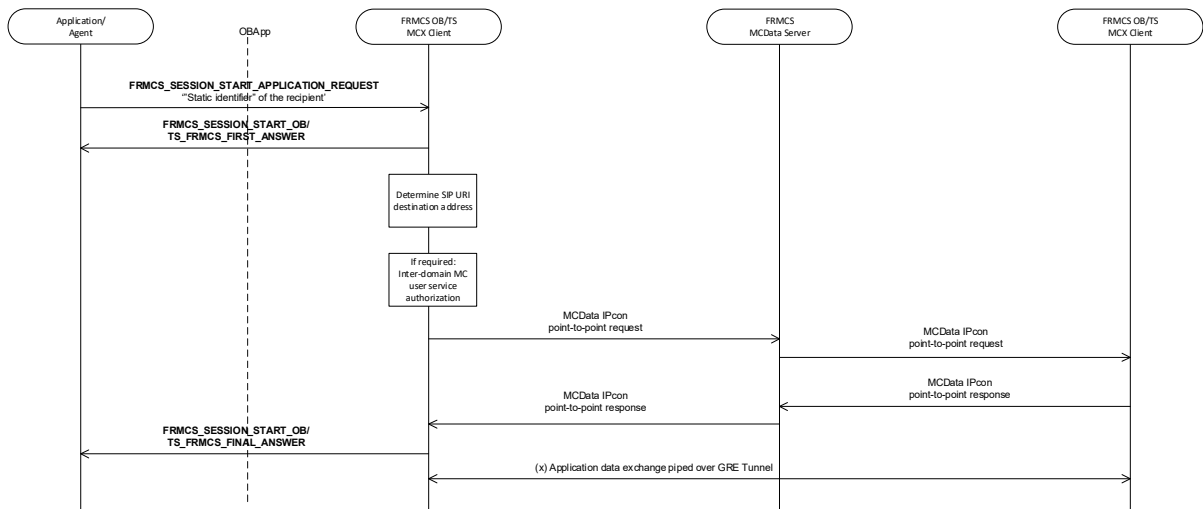 Application/
Agent
OBApp
FRMCS OB/TS
MCX Client
FRMCS
MCData Server
FRMCS OB/TS
MCX Client
FRMCS_SESSION_START_APPLICATION_REQUEST
‘"Static identifier" of the recipient’
FRMCS_SESSION_START_OB/
TS_FRMCS_FIRST_ANSWER
Determine SIP URI
destination address
If required:
Inter-domain MC
user service
authorization
MCData IPcon
point-to-point request
MCData IPcon
point-to-point request
MCData IPcon
point-to-point response
MCData IPcon
point-to-point response
FRMCS_SESSION_START_OB/
TS_FRMCS_FINAL_ANSWER
(x) Application data exchange piped over GRE Tunnel